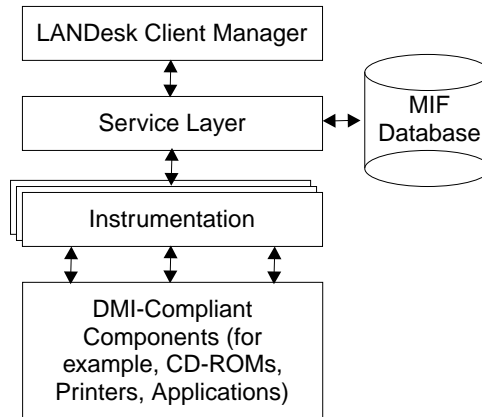 LANDesk Client Manager
Service Layer
MIF
Database
Instrumentation
DMI-Compliant
Components (for
example, CD-ROMs,
Printers, Applications)